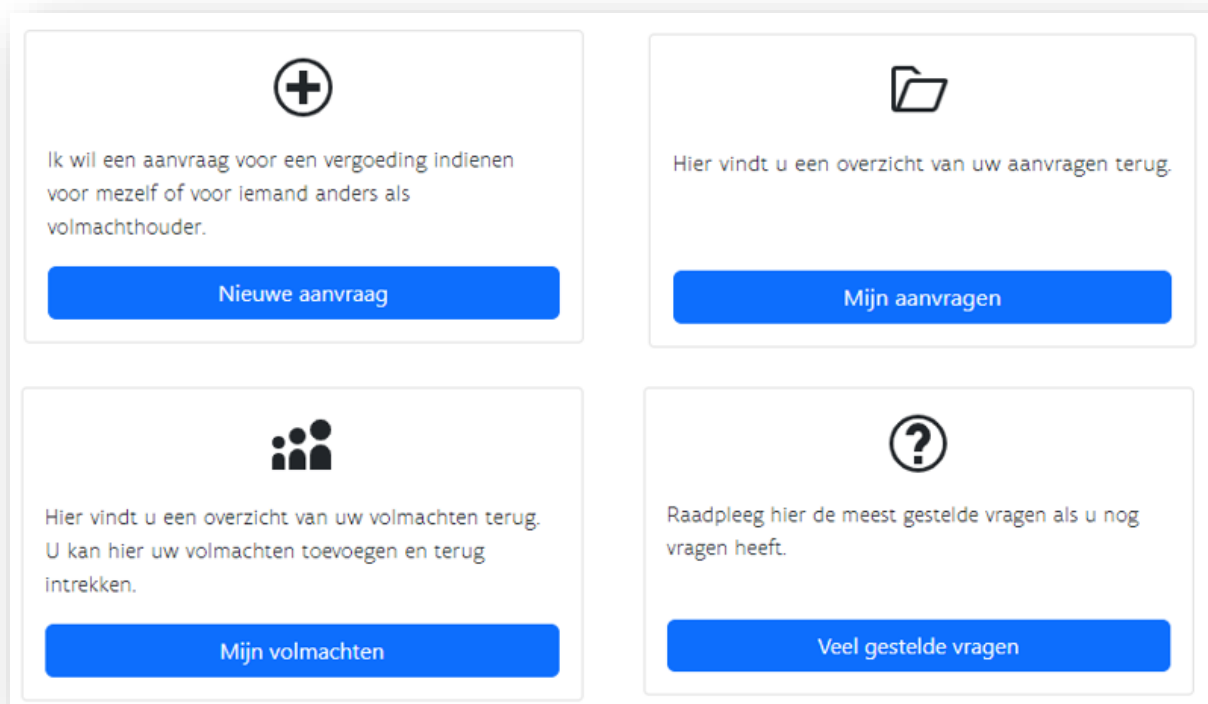 Ik wil een aanvraag voor een vergoeding indienen
voor mezelf of voor iemand anders als
volmachthouder.
Nieuwe aanvraag
Hier vindt u een overzicht van uw aanvragen terug.
Mijn aanvragen
Hier vindt u een overzicht van uw volmachten terug.
U kan hier uw volmachten toevoegen en terug
intrekken.
Mijn volmachten
Raadpleeg hier de meest gestelde vragen als u nog
vragen heeft.
Veel gestelde vragen